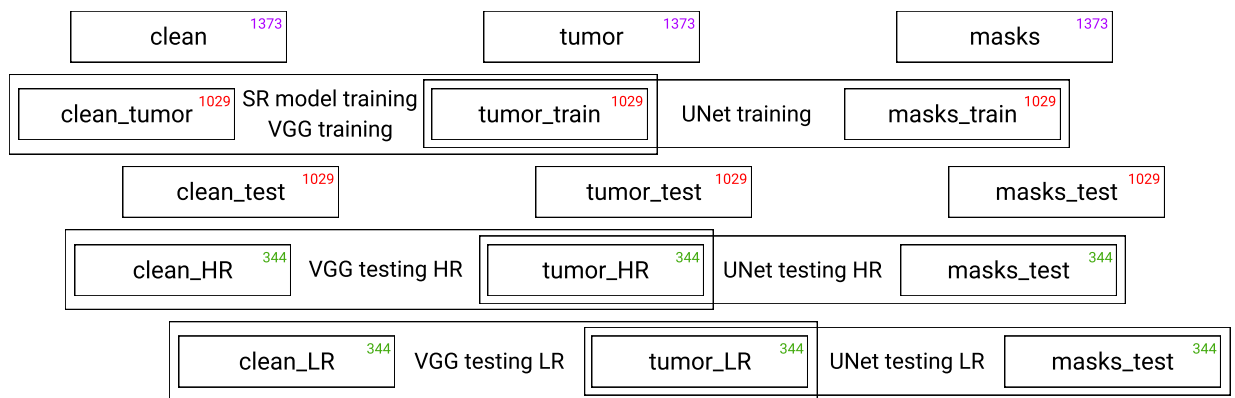 clean 1373
tumor 1373
masks 1373
clean_tumor 1029
SR model training
VGG training
tumor_train 1029
UNet training
masks_train 1029
clean_test 1029
tumor_test 1029
masks_test 1029
clean_HR 344
VGG testing HR
tumor_HR 344
UNet testing HR
masks_test 344
clean_LR 344
VGG testing LR
tumor_LR 344
UNet testing LR
masks_test 344